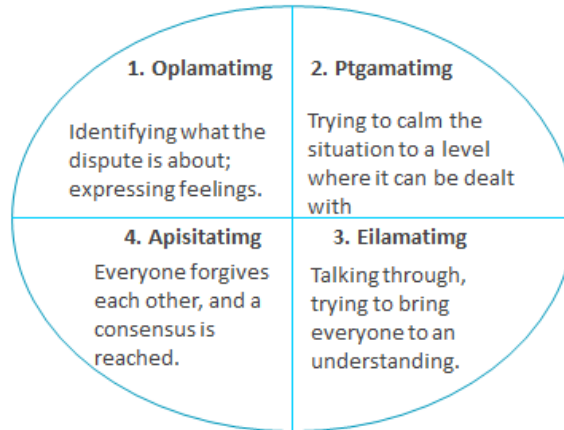 1. Oplamatimg
Identifying what the
dispute is about;
expressing feelings.
2. Ptgamatimg
Trying to calm the
situation to a level
where it can be dealt
with
4. Apisitatimg
Everyone forgives
each other, and a
consensus is
reached.
3. Eilamatimg
Talking through,
trying to bring
everyone to an
understanding.